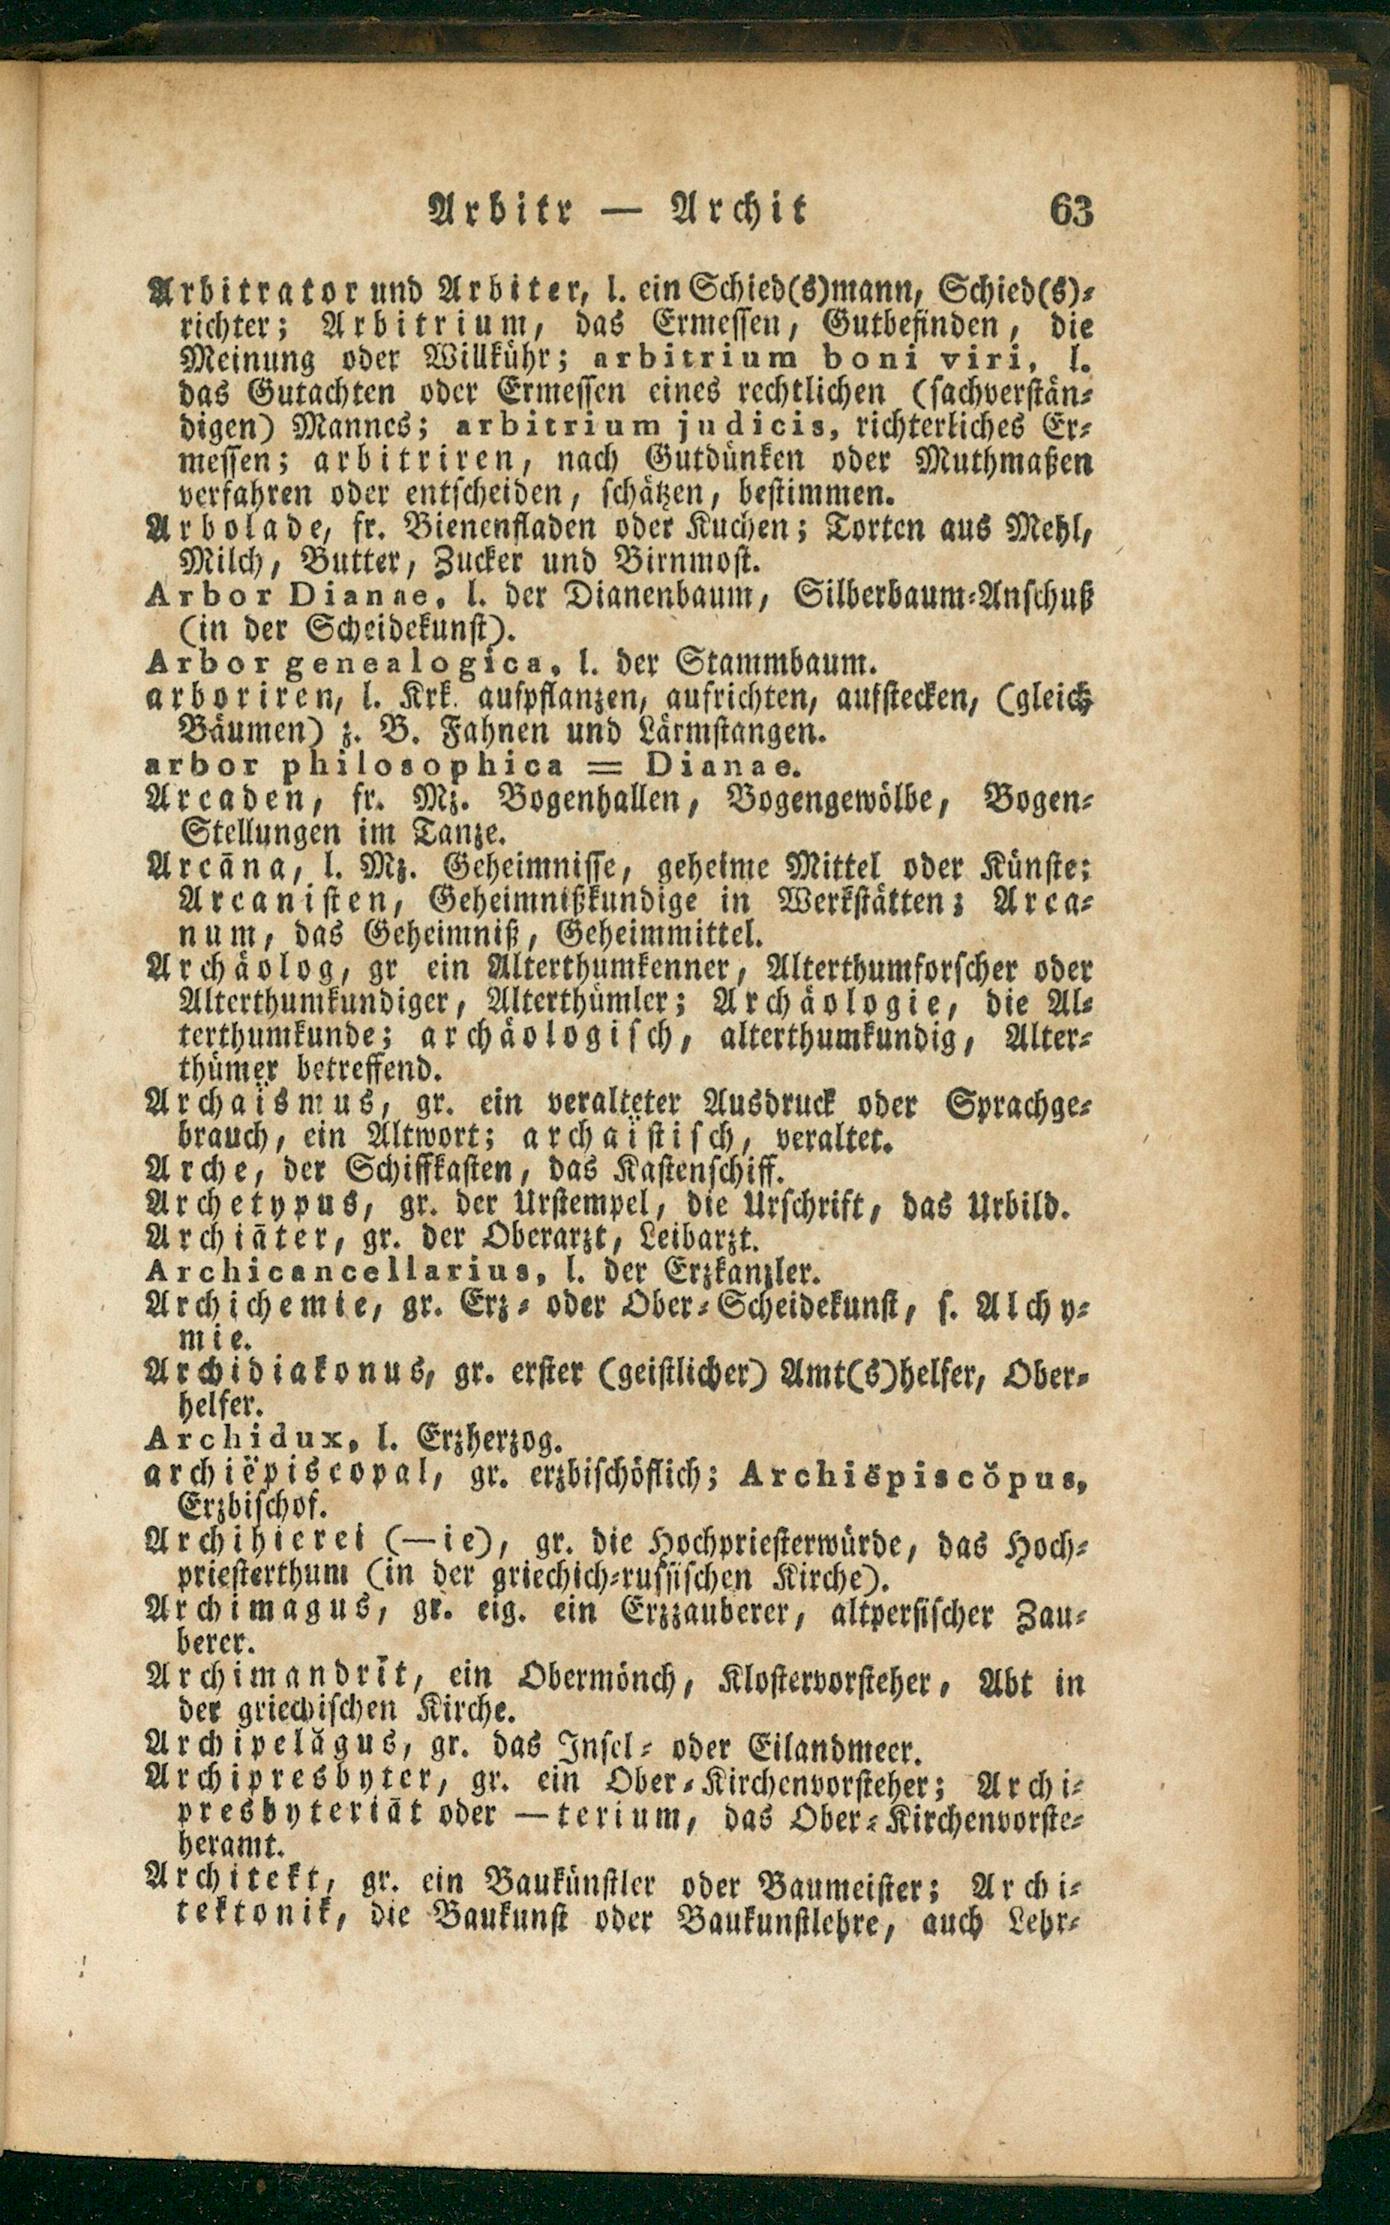 Arbitr — Archit 63
Arbitrator und Arbiter, l. ein Schied(s)mann, Schied(s)-
richter; Arbitrium, das Ermessen, Gutbefinden, die
Meinung oder Willkühr; arbitrium boni viri, l.
das Gutachten oder Ermessen eines rechtlichen (sachverstän-
digen) Mannes; arbitrium judicis, richterliches Er-
messen; arbitriren, nach Gutdünken oder Muthmaßen
verfahren oder entscheiden, schätzen, bestimmen.
Arbolade, fr. Bienenfladen oder Kuchen; Torten aus Mehl,
Milch, Butter, Zucker und Birnmost.
Arbor Dianae, l. der Dianenbaum, Silberbaum-Anschuß
(in der Scheidekunst).
Arbor genealogica, l. der Stammbaum.
arboriren, l. Krk. aufpflanzen, aufrichten, aufstecken, (gleich
Bäumen) z. B. Fahnen und Lärmstangen.
arbor philosophica = Dianae.
Arcaden, fr. Mz. Bogenhallen, Bogengewölbe, Bogen-
Stellungen im Tanze.
Arcāna, l. Mz. Geheimnisse, geheime Mittel oder Künste;
Arcanisten, Geheimnißkundige in Werkstätten; Arca-
num, das Geheimniß, Geheimmittel.
Archäolog, gr ein Alterthumkenner, Alterthumforscher oder
Alterthumkundiger, Alterthümler; Archäologie, die Al-
terthumkunde; archäologisch, alterthumkundig, Alter-
thümer betreffend.
Archaïsmus, gr. ein veralteter Ausdruck oder Sprachge-
brauch, ein Altwort; archaïstisch, veraltet.
Arche, der Schiffkasten, das Kastenschiff.
Archetypus, gr. der Urstempel, die Urschrift, das Urbild.
Archiāter, gr. der Oberarzt, Leibarzt.
Archicancellarius, l. der Erzkanzler.
Archichemie, gr. Erz- oder Ober-Scheidekunst, s. Alchy-
mie.
Archidiakonus, gr. erster (geistlicher) Amt(s)helfer, Ober-
helfer.
Archidux, l. Erzherzog.
archiëpiscopal, gr. erzbischöflich; Archiëpiscŏpus,
Erzbischof.
Archihierei (—ie), gr. die Hochpriesterwürde, das Hoch-
priesterthum (in der griechich-russischen Kirche).
Archimagus, gr. eig. ein Erzzauberer, altpersischer Zau-
berer.
Archimandrīt, ein Obermönch, Klostervorsteher, Abt in
der griechischen Kirche.
Archipelăgus, gr. das Insel- oder Eilandmeer.
Archipresbyter, gr. ein Ober-Kirchenvorsteher; Archi-
presbyteriāt oder —terium, das Ober-Kirchenvorste-
heramt.
Architekt, gr. ein Baukünstler oder Baumeister; Archi-
tektonik, die Baukunst oder Baukunstlehre, auch Lehr-